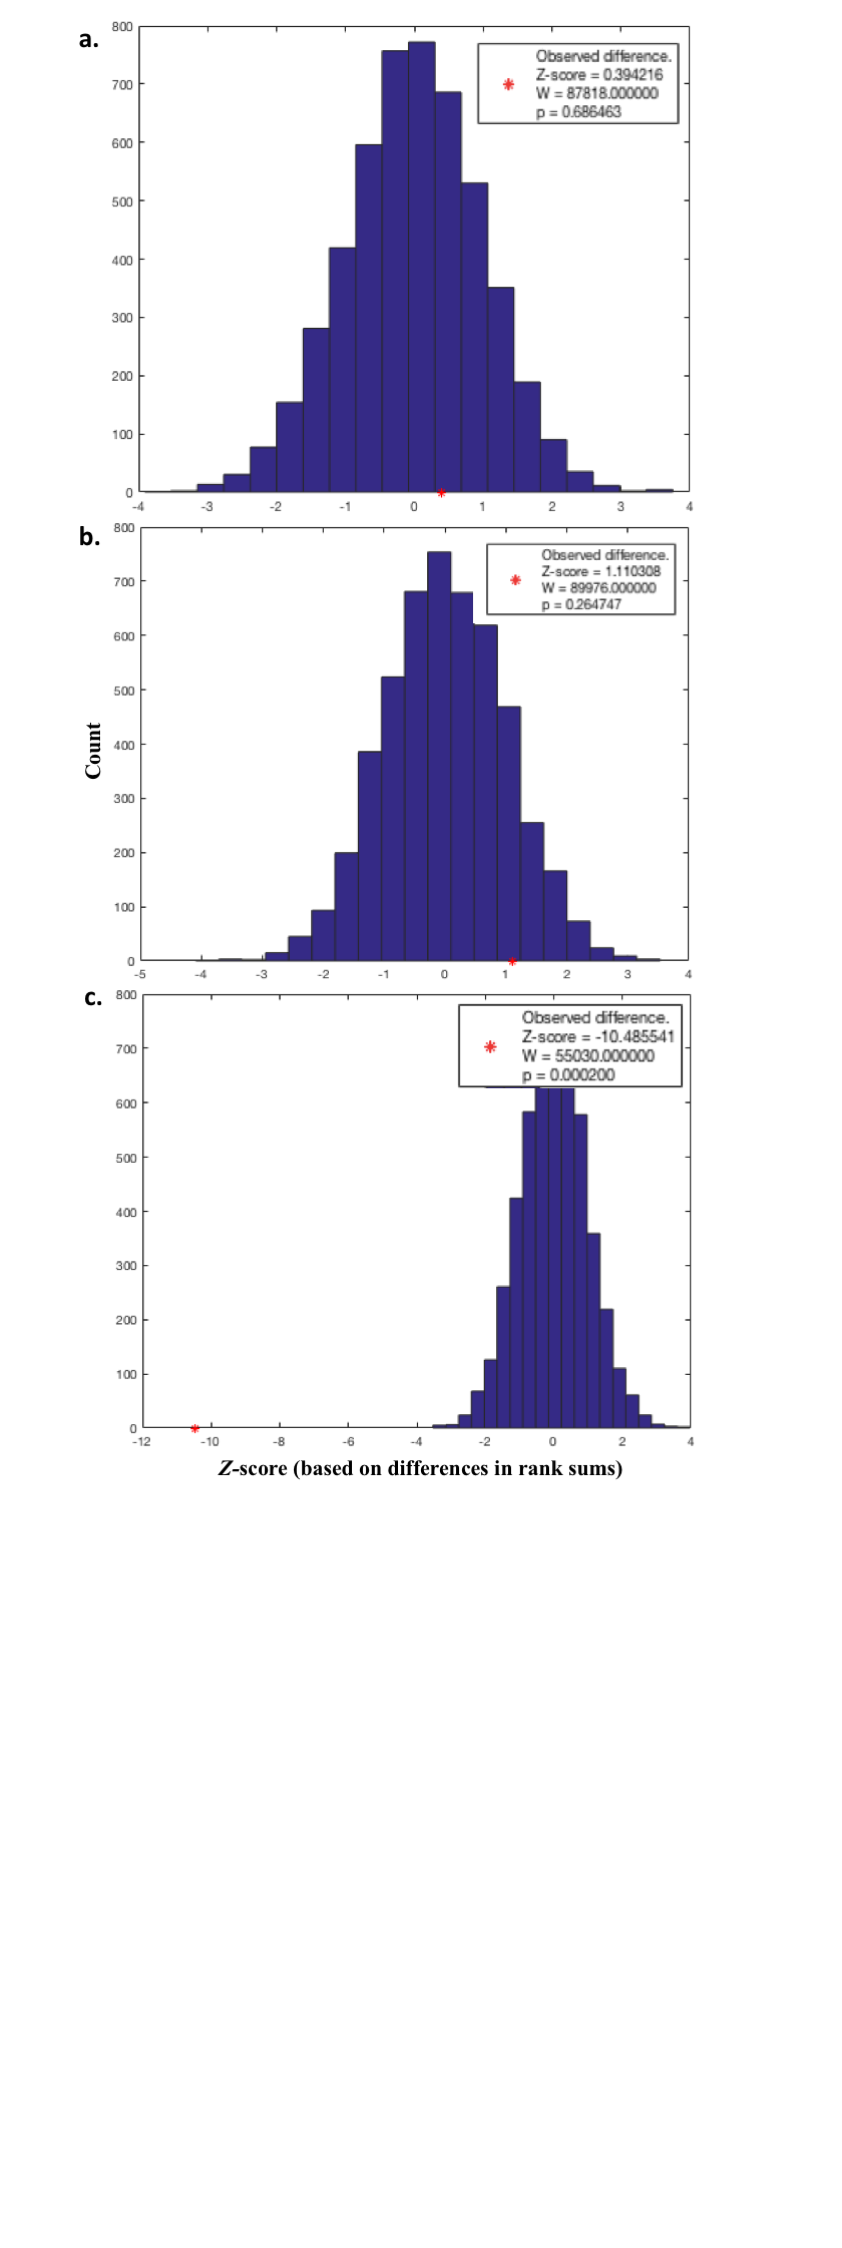 a.
800
700
600
500
400
300
200
100
0
-4 -3 -2 -1 0 1 2 3 4
Observed difference.
Z-score = 0.394216
W = 87818.000000
p = 0.686463
b.
800
700
600
500
400
300
200
100
0
-5 -4 -3 -2 -1 0 1 2 3 4
Observed difference.
Z-score = 1.110308
W = 89976.000000
p = 0.264747
Count
c.
800
700
600
500
400
300
200
100
0
-12 -10 -8 -6 -4 -2 0 2 4
Observed difference.
Z-score = -10.485541
W = 55030.000000
p = 0.000200
Z-score (based on differences in rank sums)